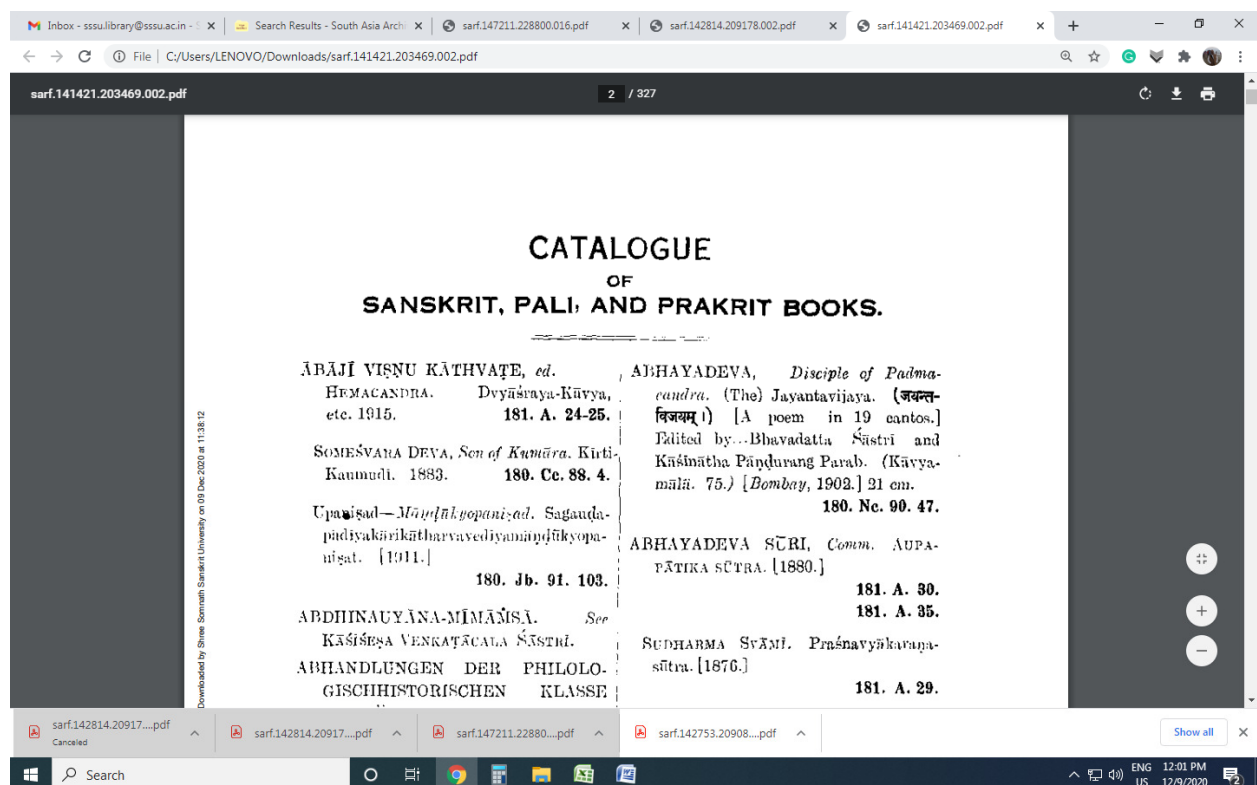 Inbox - sssu.library@sssu.ac.in - S
Search Results - South Asia Archi
sarf.147211.228800.016.pdf
sarf.142814.209178.002.pdf
sarf.141421.203469.002.pdf
File | C:/Users/LENOVO/Downloads/sarf.141421.203469.002.pdf
sarf.141421.203469.002.pdf
2 / 327
CATALOGUE
OF
SANSKRIT, PALI, AND PRAKRIT BOOKS.
ĀBĀJĪ VIṢṆU KĀTHVAṬE, ed.
HEMACANDRA. Dvyāśraya-Kāvya,
etc. 1915. 181. A. 24-25.
SOMEŚVARA DEVA, Son of Kumāra. Kīrti-
Kaumudī. 1883. 180. Cc. 88. 4.
Upaniṣad—Māṇḍūkyopaniṣad. Sagauḍa-
pādīyakārikātharvavedīyamāṇḍūkyopa-
niṣat. [1911.]
180. Jb. 91. 103.
ABDHINAUYĀNA-MĪMĀṀSĀ. See
KĀŚĪŚEṢA VENKAṬĀCALA ŚĀSTRĪ.
ABHANDLUNGEN DER PHILOLO-
GISCHHISTORISCHEN KLASSE
ABHAYADEVA, Disciple of Padma-
candra. (The) Jayantavijaya. (जयन्त-
विजयम् ।) [A poem in 19 cantos.]
Edited by...Bhavadatta Śāstrī and
Kāśīnātha Pāṇḍurang Parab. (Kāvya-
mālā. 75.) [Bombay, 1902.] 21 cm.
180. Nc. 90. 47.
ABHAYADEVA SŪRI, Comm. AUPA-
PĀTIKA SŪTRA. [1880.]
181. A. 30.
181. A. 35.
SUDHARMA SVĀMĪ. Praśnavyākaraṇa-
sūtra. [1876.]
181. A. 29.
Downloaded by Shree Somnath Sanskrit University on 09 Dec 2020 at 11:38:12
sarf.142814.20917....pdf
Canceled
sarf.142814.20917....pdf
sarf.147211.22880....pdf
sarf.142753.20908....pdf
Show all
Search
ENG 12:01 PM
US 12/9/2020
2